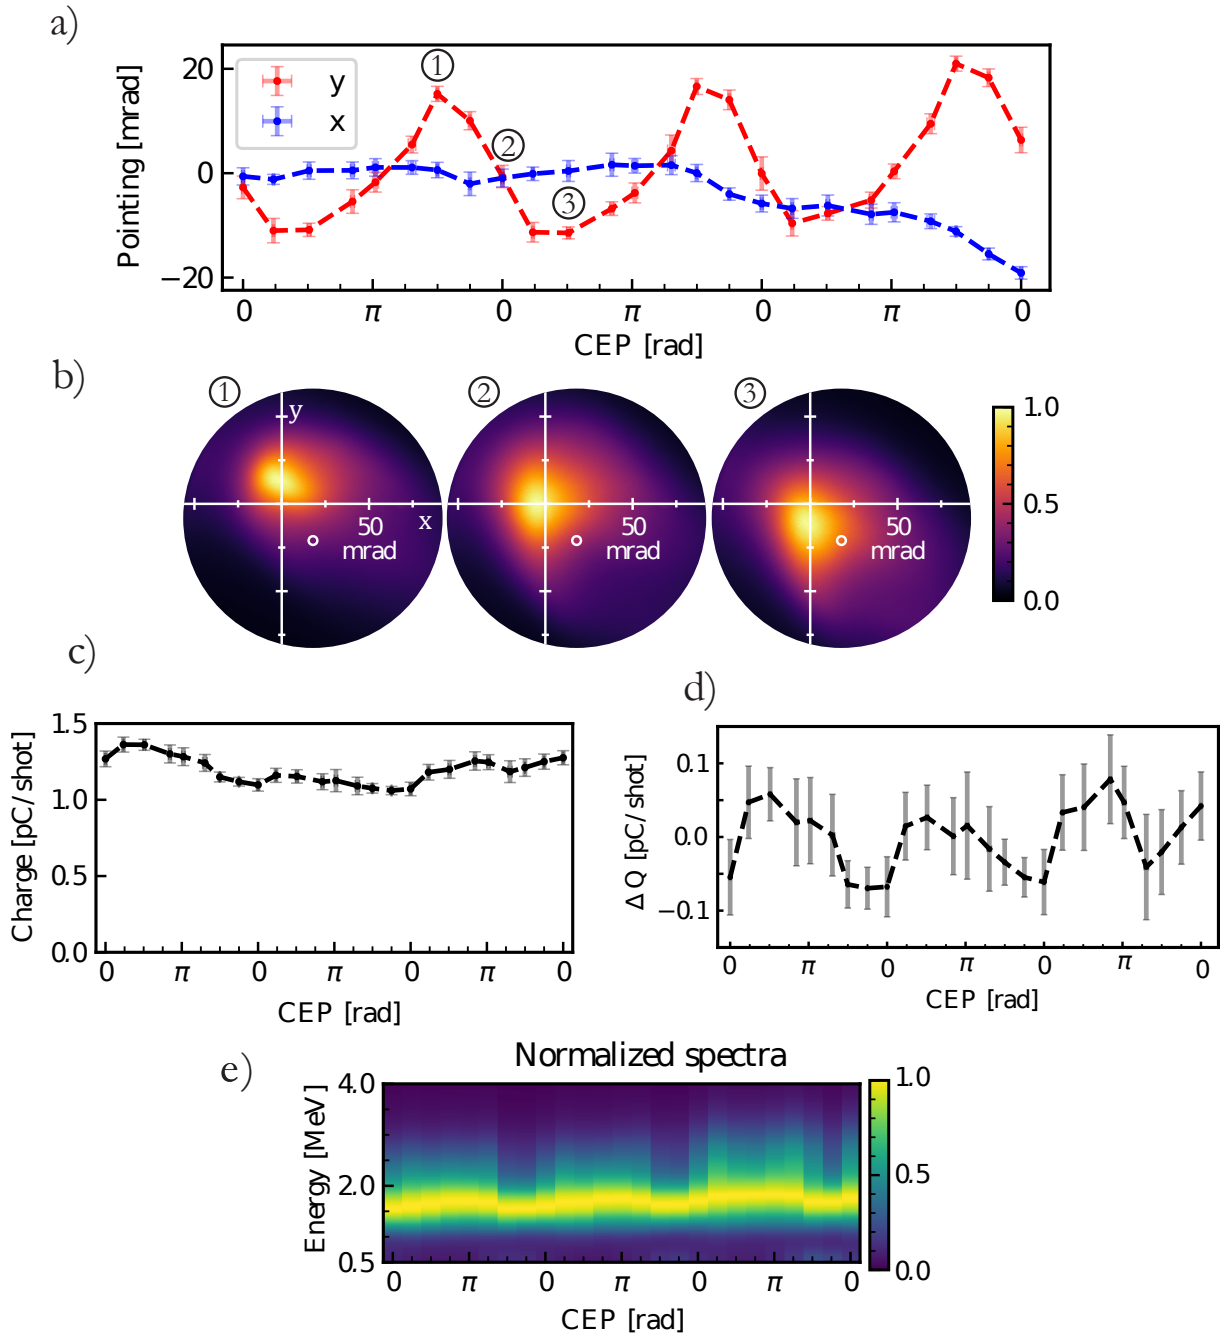 a)
Pointing [mrad]
20
0
−20
y
x
①
②
③
0 π 0 π 0 π 0
CEP [rad]
b)
①
②
③
y
x
50
mrad
50
mrad
50
mrad
1.0
0.5
0.0
c)
Charge [pC/shot]
1.5
1.0
0.5
0.0
0 π 0 π 0 π 0
CEP [rad]
d)
Δ Q [pC/shot]
0.1
0.0
−0.1
0 π 0 π 0 π 0
CEP [rad]
e)
Normalized spectra
Energy [MeV]
4.0
2.0
0.5
0 π 0 π 0 π 0
CEP [rad]
1.0
0.5
0.0